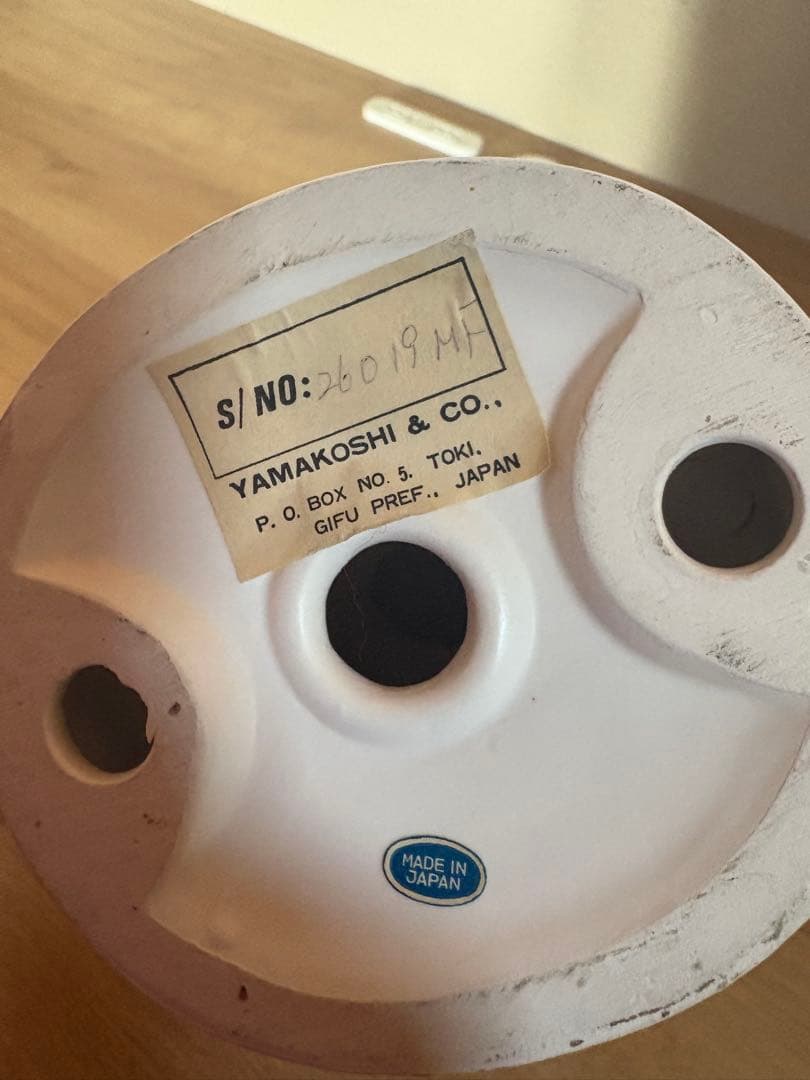 S/NO: 26019 MF
YAMAKOSHI & CO.,
P. O. BOX NO. 5. TOKI.
GIFU PREF., JAPAN
MADE IN
JAPAN